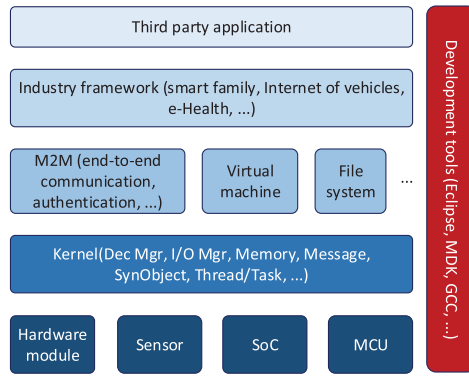 Third party application
Industry framework (smart family, Internet of vehicles,
e-Health, ...)
M2M (end-to-end
communication,
authentication, ...)
Virtual
machine
File
system
...
Kernel(Dec Mgr, I/O Mgr, Memory, Message,
SynObject, Thread/Task, ...)
Hardware
module
Sensor
SoC
MCU
Development tools (Eclipse, MDK, GCC, ...)